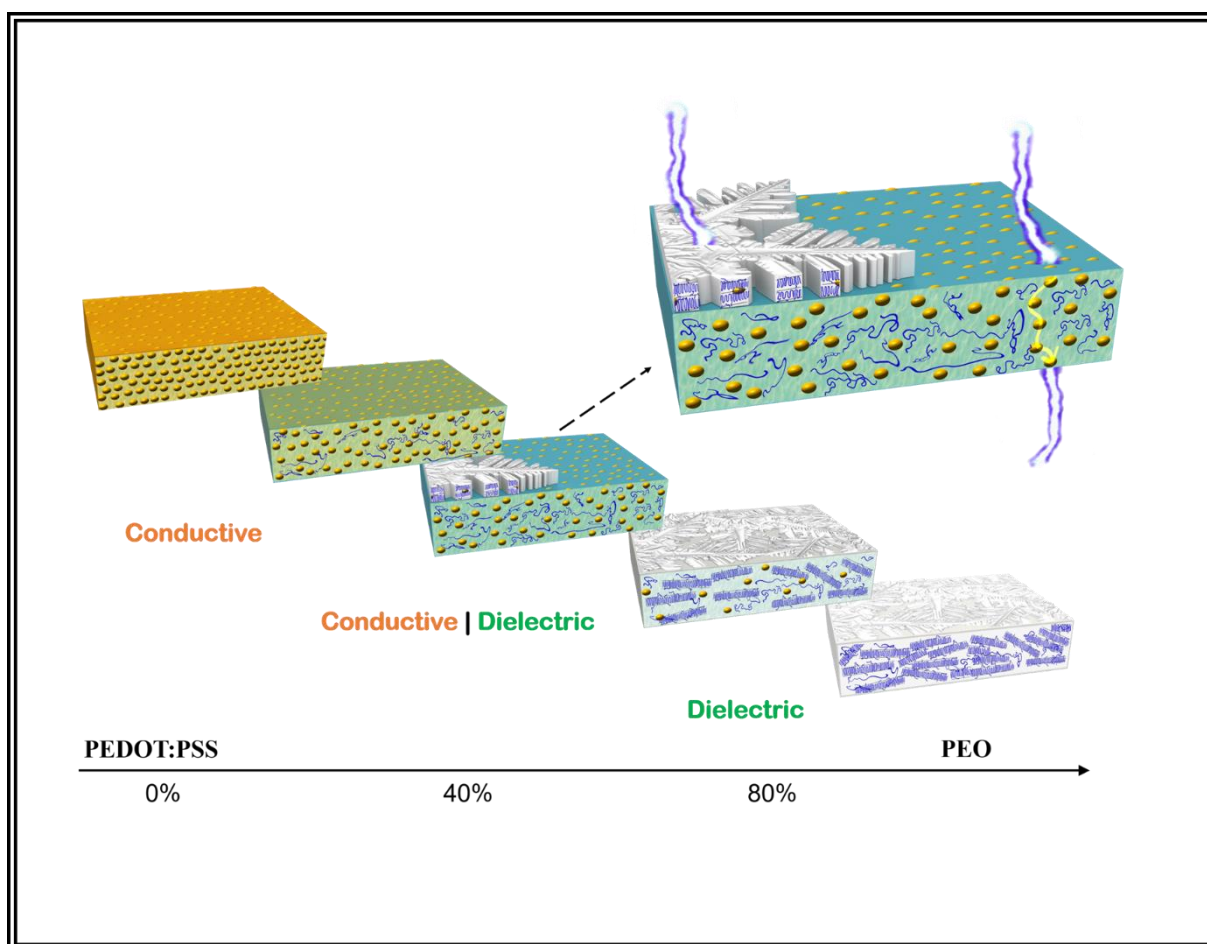 Conductive
Conductive | Dielectric
Dielectric
PEDOT:PSS
PEO
0%
40%
80%